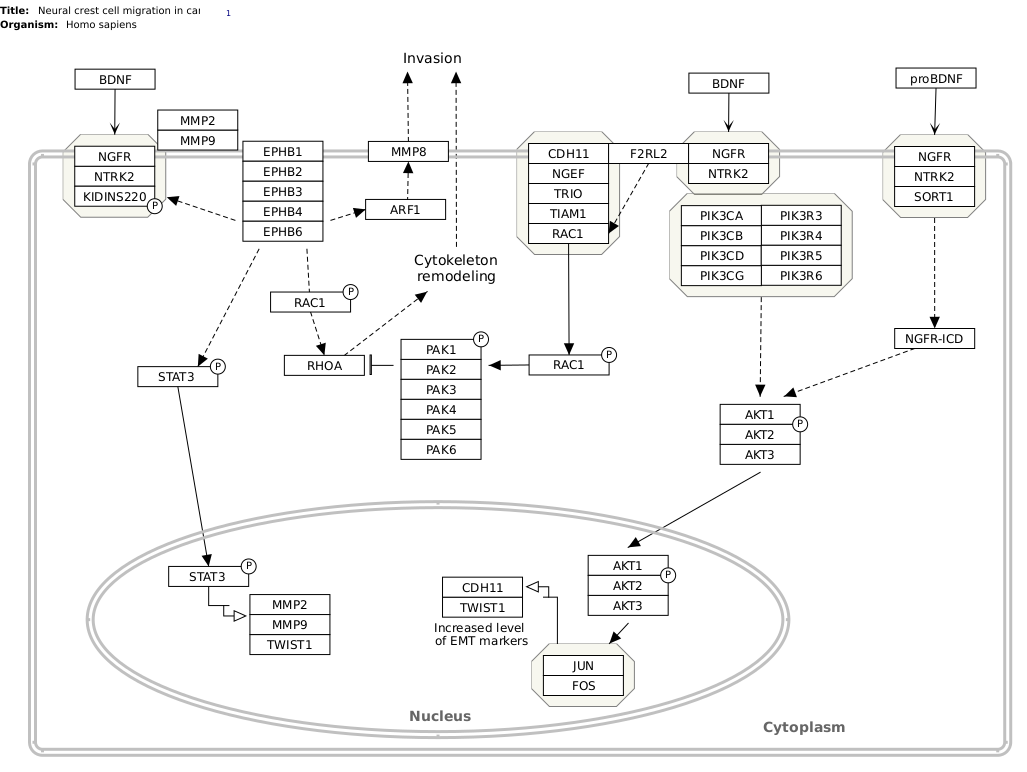 Title: Neural crest cell migration in
1
Organism: Homo sapiens
Invasion
BDNF
BDNF
proBDNF
MMP2
MMP9
NGFR
NTRK2
KIDINS220
P
EPHB1
EPHB2
EPHB3
EPHB4
EPHB6
MMP8
ARF1
CDH11
NGEF
TRIO
TIAM1
RAC1
F2RL2
NGFR
NTRK2
NGFR
NTRK2
SORT1
PIK3CA PIK3R3
PIK3CB PIK3R4
PIK3CD PIK3R5
PIK3CG PIK3R6
Cytokeleton
remodeling
RAC1
P
RHOA
STAT3
P
PAK1
PAK2
PAK3
PAK4
PAK5
PAK6
P
RAC1
P
NGFR-ICD
AKT1
AKT2
AKT3
P
STAT3
P
MMP2
MMP9
TWIST1
CDH11
TWIST1
Increased level
of EMT markers
AKT1
AKT2
AKT3
P
JUN
FOS
Nucleus
Cytoplasm